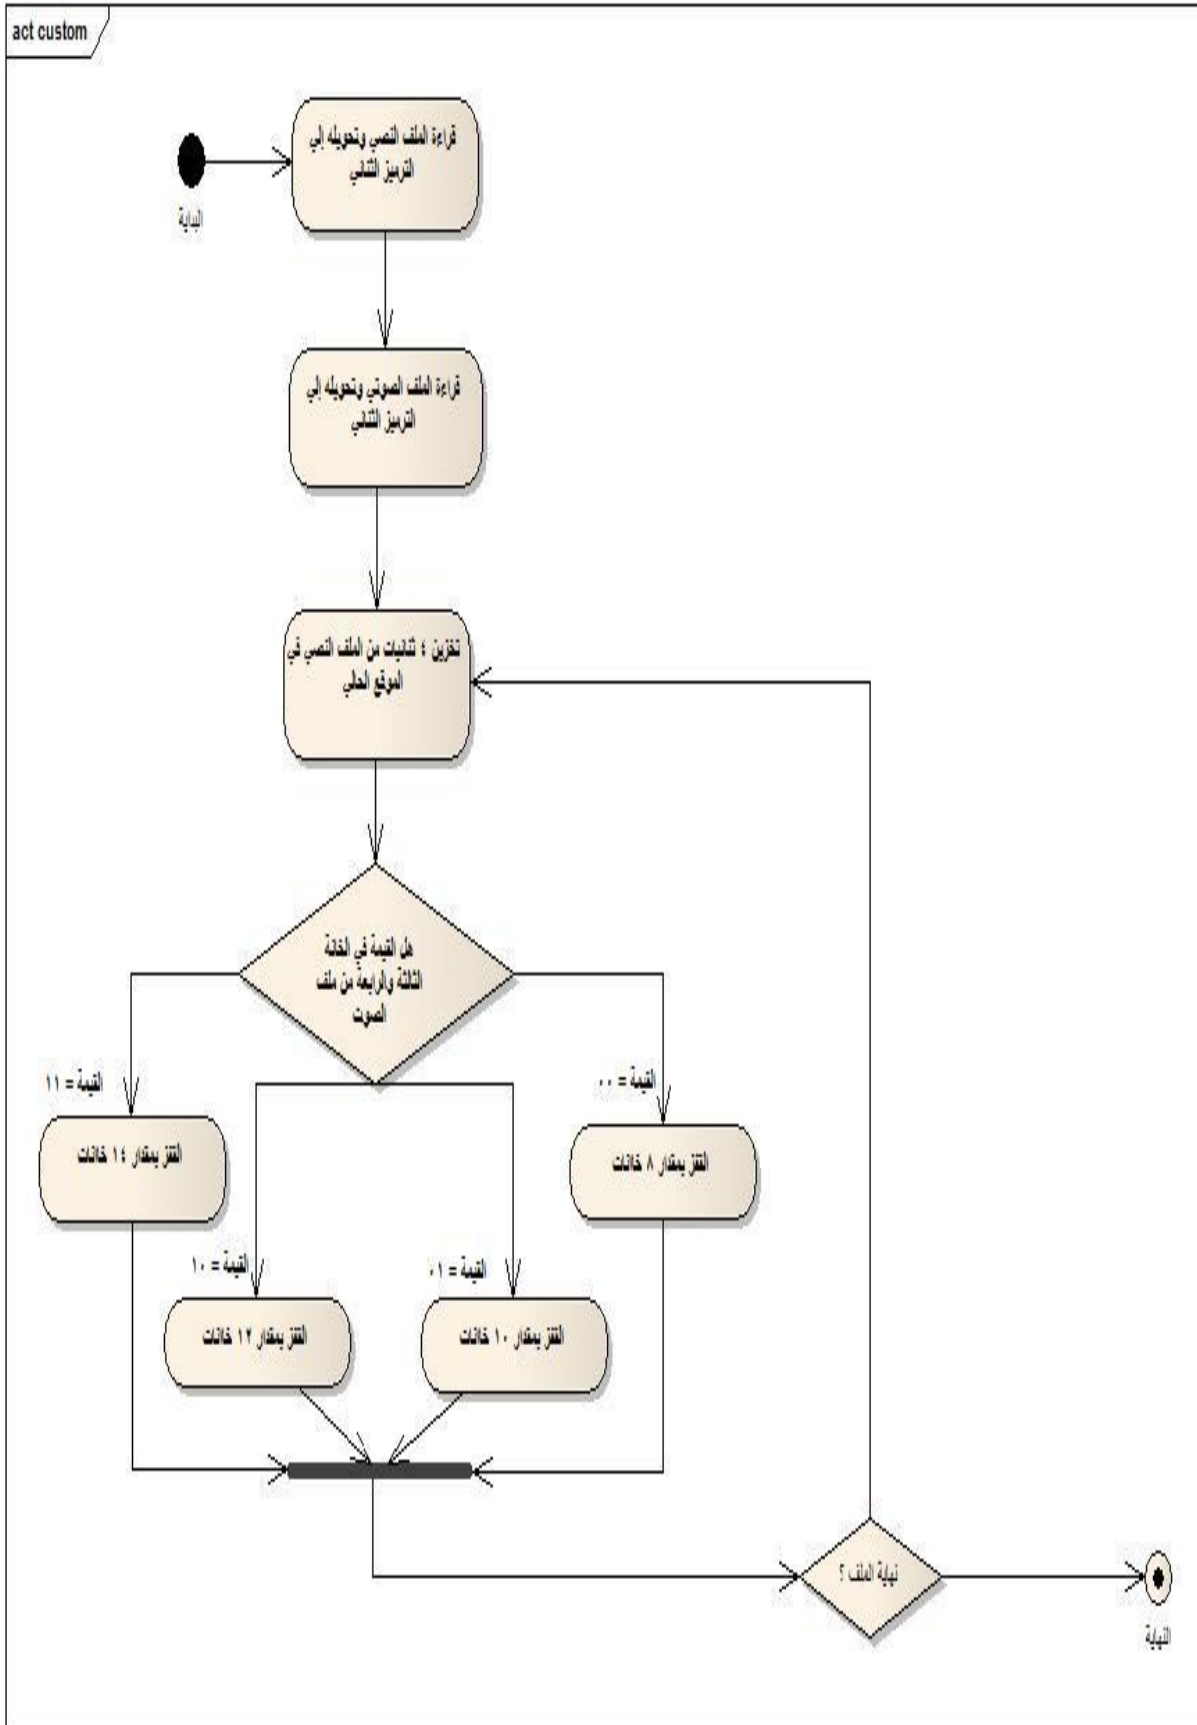 act custom
قراءة الملف النصي وتحويله إلي
الترميز الثنائي
البداية
قراءة الملف الصوتي وتحويله إلي
الترميز الثنائي
تخزين ٤ ثنائيات من الملف النصي في
الموقع الحالي
هل القيمة في الخانة
الثالثة والرابعة من ملف
الصوت
القيمة = ٠٠
القيمة = ١١
القفز بمقدار ٨ خانات
القفز بمقدار ١٤ خانات
القيمة = ٠١
القيمة = ١٠
القفز بمقدار ١٠ خانات
القفز بمقدار ١٢ خانات
نهاية الملف ؟
النهاية